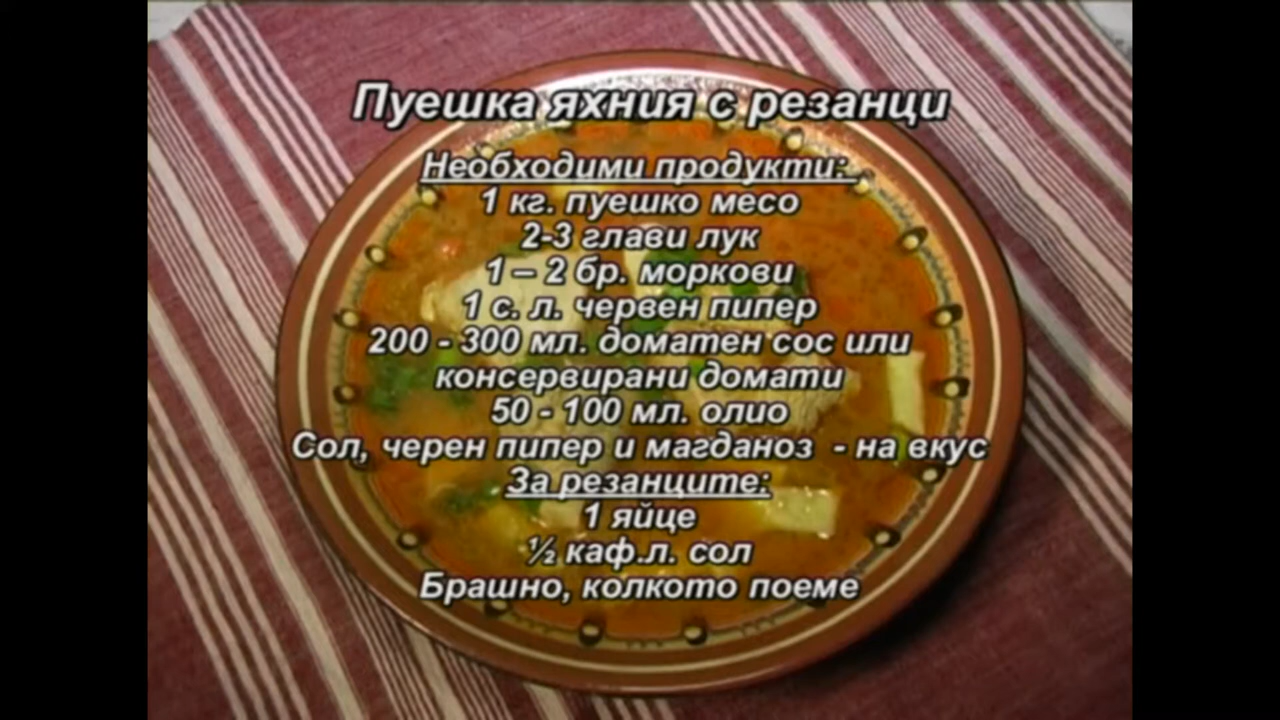 Пуешка яхния с резанци
Необходими продукти:
1 кг. пуешко месо
2-3 глави лук
1 – 2 бр. моркови
1 с. л. червен пипер
200 - 300 мл. доматен сос или
консервирани домати
50 - 100 мл. олио
Сол, черен пипер и магданоз - на вкус
За резанците:
1 яйце
½ каф.л. сол
Брашно, колкото поеме